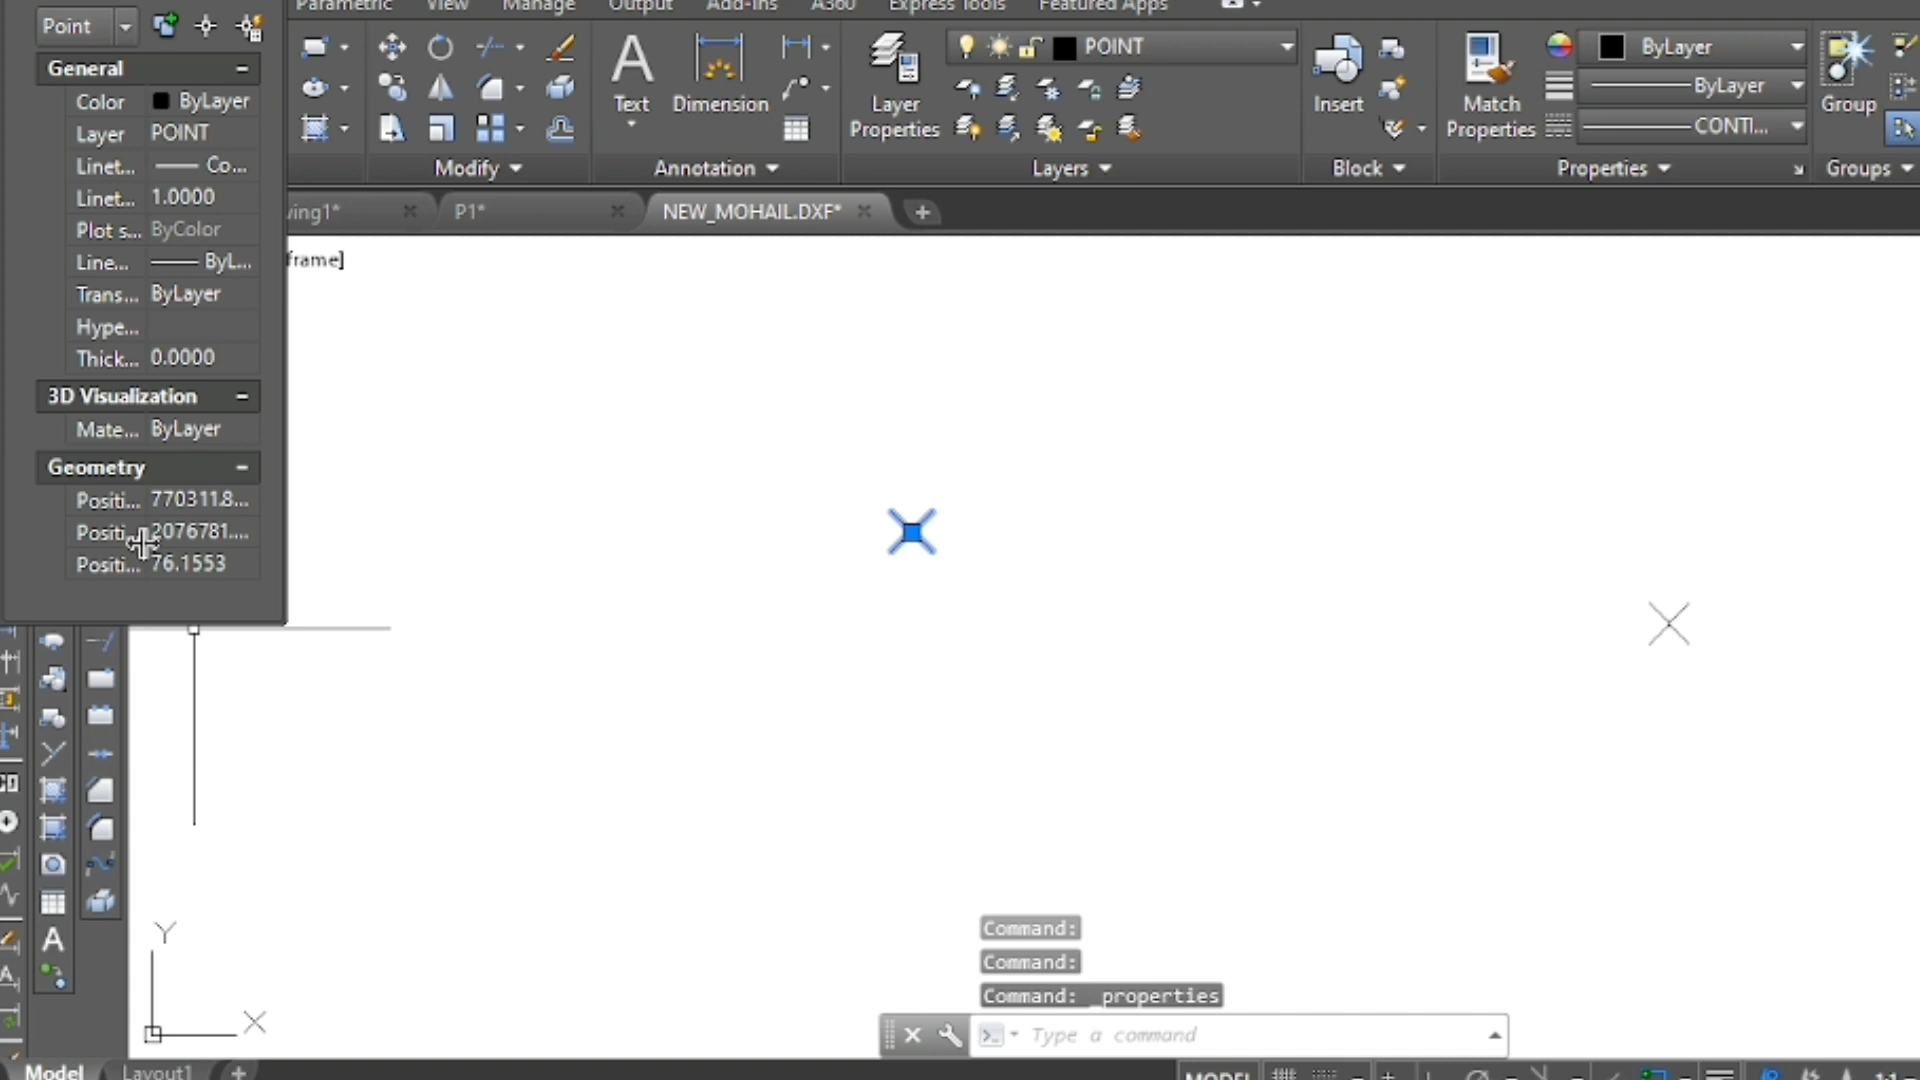 Parametric View Manage Output Add-ins A360 Express Tools Featured Apps
Point
General
Color ByLayer
Layer POINT
Linet... Co...
Linet... 1.0000
Plot s... ByColor
Line... ByL...
Trans... ByLayer
Hype...
Thick... 0.0000
3D Visualization
Mate... ByLayer
Geometry
Positi... 770311.8...
Positi... 2076781....
Positi... 76.1553
Text
Dimension
Layer
Properties
POINT
Insert
Match
Properties
ByLayer
ByLayer
CONTI...
Group
Modify
Annotation
Layers
Block
Properties
Groups
wing1*
P1*
NEW_MOHAIL.DXF*
frame]
Y
X
Command:
Command:
Command: _properties
Type a command
Model Layout1
MODEL
1:1